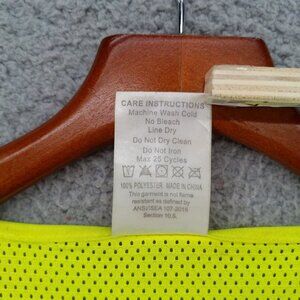 CARE INSTRUCTIONS
Machine Wash Cold
No Bleach
Line Dry
Do Not Dry Clean
Do Not Iron
Max 25 Cycles
100% POLYESTER MADE IN CHINA
This garment is not flame
resistant as defined by
ANSI/ISEA 107-2015
Section 10.5.